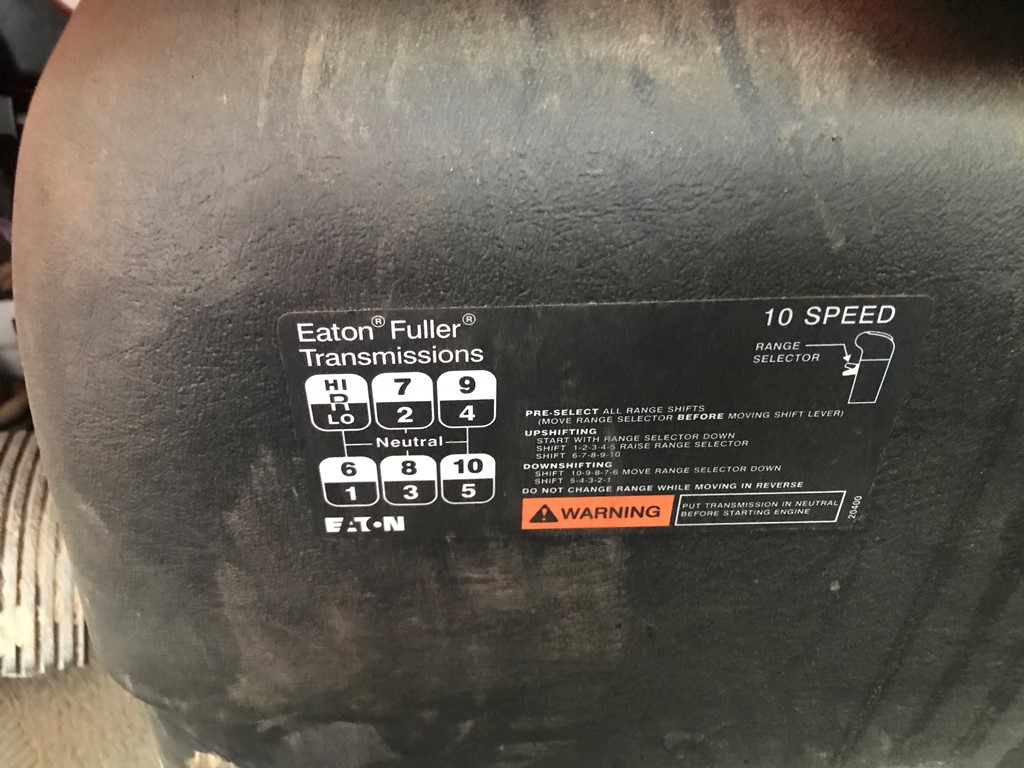 Eaton® Fuller®
Transmissions
10 SPEED
RANGE
SELECTOR
HI
R
LO
7
2
9
4
Neutral
6
1
8
3
10
5
EATON
PRE-SELECT ALL RANGE SHIFTS
(MOVE RANGE SELECTOR BEFORE MOVING SHIFT LEVER)
UPSHIFTING
START WITH RANGE SELECTOR DOWN
SHIFT 1-2-3-4-5 RAISE RANGE SELECTOR
SHIFT 6-7-8-9-10
DOWNSHIFTING
SHIFT 10-9-8-7-6 MOVE RANGE SELECTOR DOWN
SHIFT 5-4-3-2-1
DO NOT CHANGE RANGE WHILE MOVING IN REVERSE
WARNING
PUT TRANSMISSION IN NEUTRAL
BEFORE STARTING ENGINE
20400